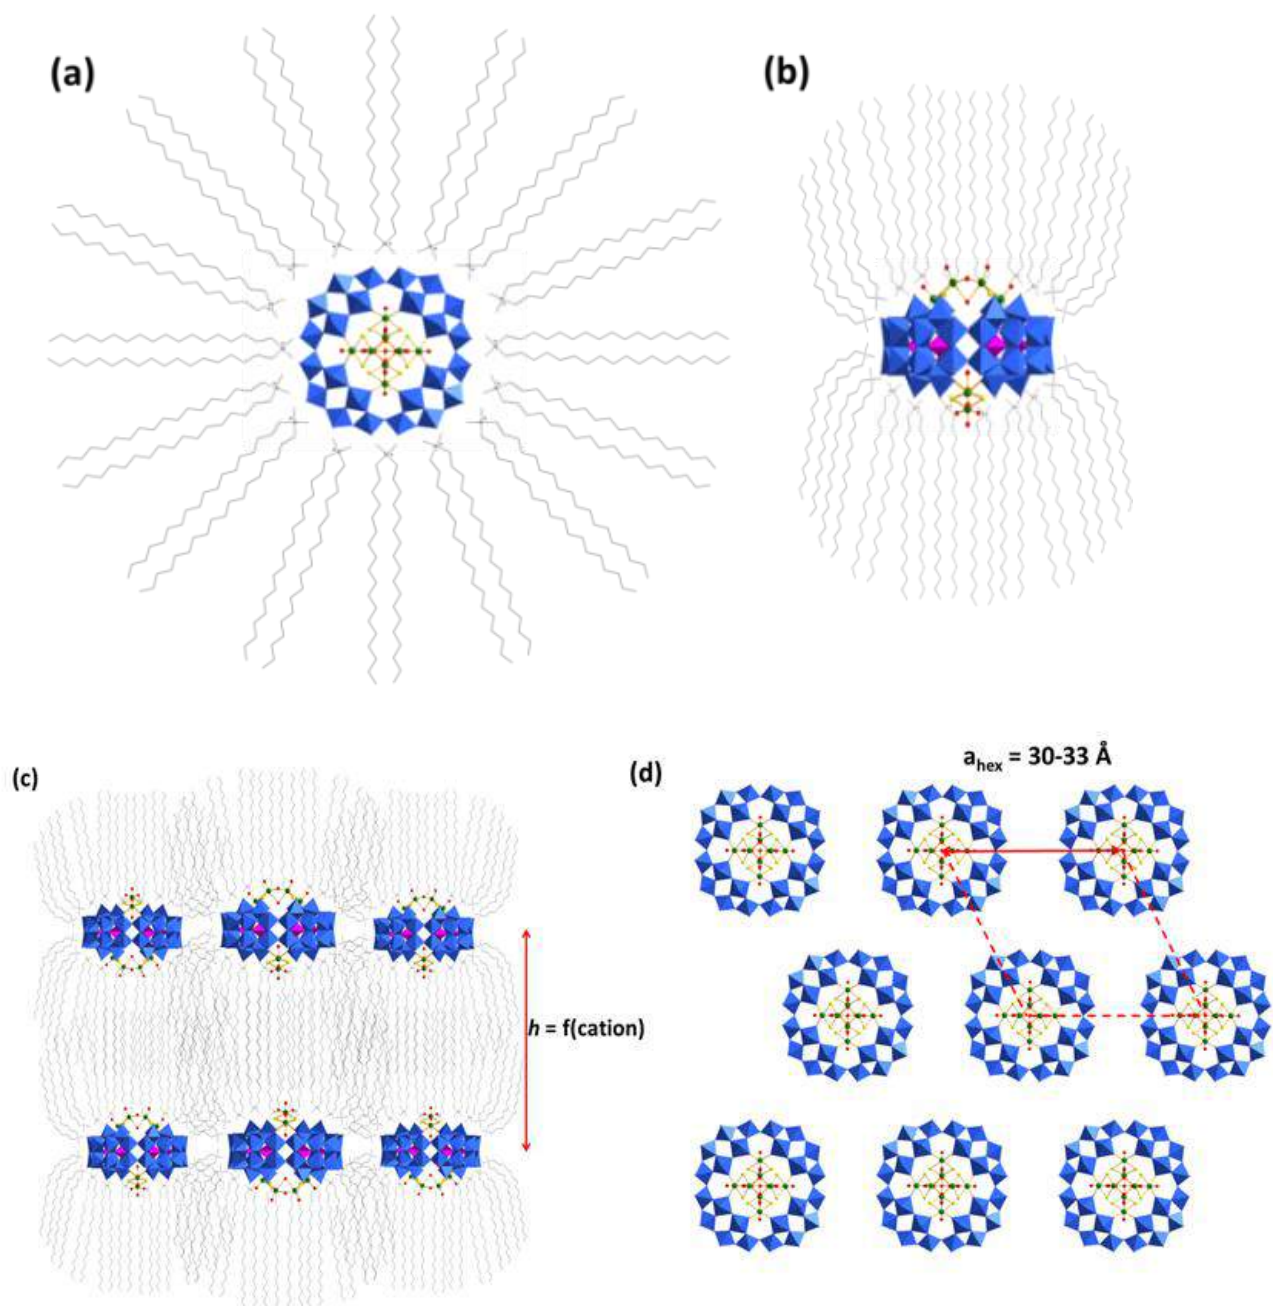 (a)
(b)
(c)
(d)
a_hex = 30-33 Å
h = f(cation)